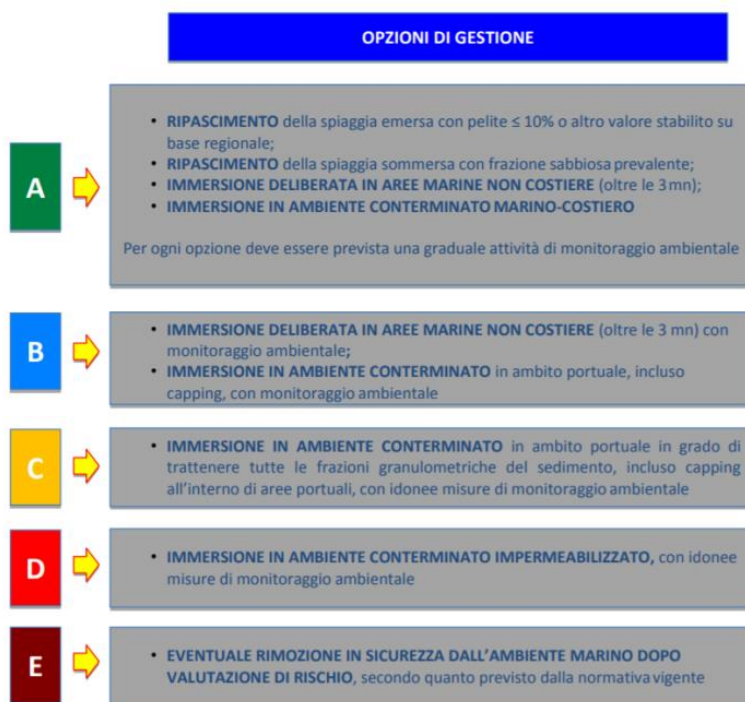 OPZIONI DI GESTIONE
A
• RIPASCIMENTO della spiaggia emersa con pelite ≤ 10% o altro valore stabilito su
base regionale;
• RIPASCIMENTO della spiaggia sommersa con frazione sabbiosa prevalente;
• IMMERSIONE DELIBERATA IN AREE MARINE NON COSTIERE (oltre le 3 mn);
• IMMERSIONE IN AMBIENTE CONTERMINATO MARINO-COSTIERO
Per ogni opzione deve essere prevista una graduale attività di monitoraggio ambientale
B
• IMMERSIONE DELIBERATA IN AREE MARINE NON COSTIERE (oltre le 3 mn) con
monitoraggio ambientale;
• IMMERSIONE IN AMBIENTE CONTERMINATO in ambito portuale, incluso
capping, con monitoraggio ambientale
C
• IMMERSIONE IN AMBIENTE CONTERMINATO in ambito portuale in grado di
trattenere tutte le frazioni granulometriche del sedimento, incluso capping
all'interno di aree portuali, con idonee misure di monitoraggio ambientale
D
• IMMERSIONE IN AMBIENTE CONTERMINATO IMPERMEABILIZZATO, con idonee
misure di monitoraggio ambientale
E
• EVENTUALE RIMOZIONE IN SICUREZZA DALL'AMBIENTE MARINO DOPO
VALUTAZIONE DI RISCHIO, secondo quanto previsto dalla normativa vigente